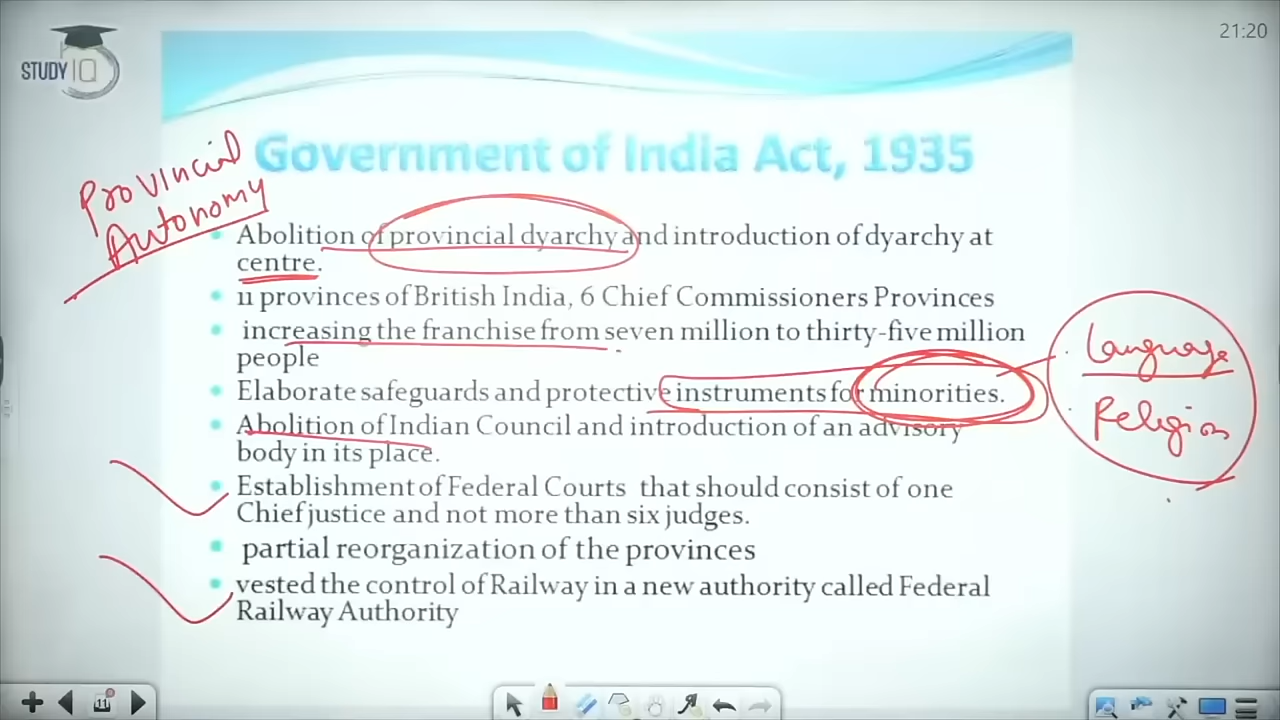 21:20
STUDY IQ
Government of India Act, 1935
Provincial
Autonomy
Abolition of provincial dyarchy and introduction of dyarchy at
centre.
11 provinces of British India, 6 Chief Commissioners Provinces
increasing the franchise from seven million to thirty-five million
people
Elaborate safeguards and protective instruments for minorities.
Language
Religion
Abolition of Indian Council and introduction of an advisory
body in its place.
Establishment of Federal Courts that should consist of one
Chief justice and not more than six judges.
partial reorganization of the provinces
vested the control of Railway in a new authority called Federal
Railway Authority
11